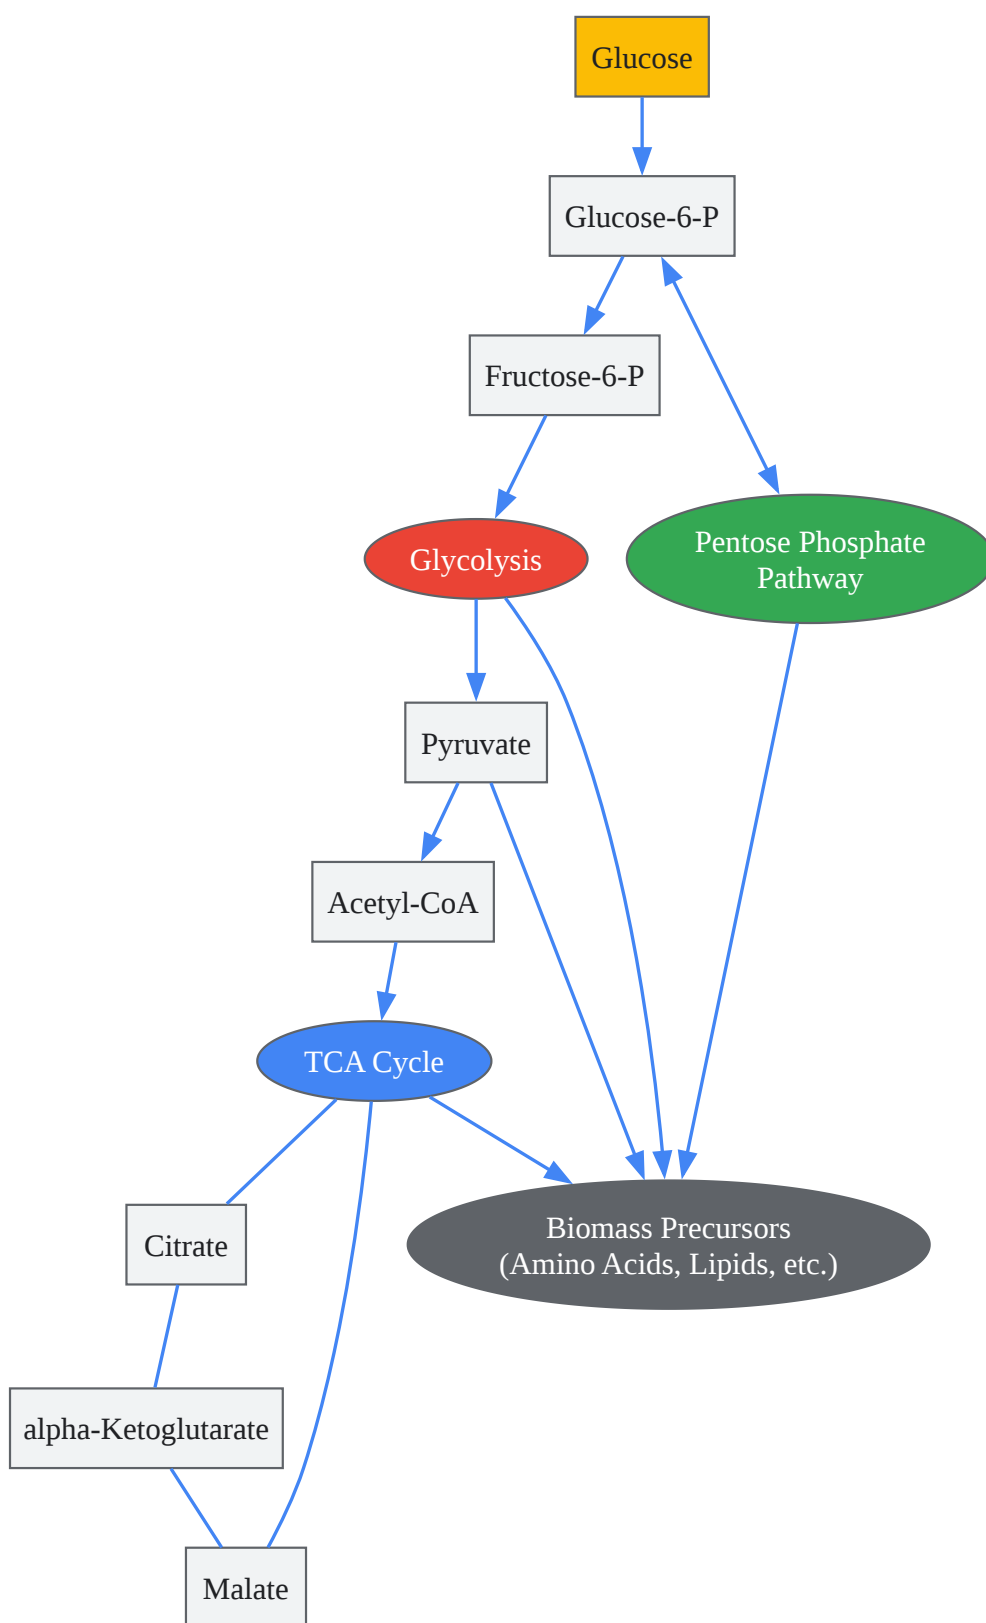 Glucose
Glucose-6-P
Fructose-6-P
Glycolysis
Pentose Phosphate
Pathway
Pyruvate
Acetyl-CoA
TCA Cycle
Citrate
Biomass Precursors
(Amino Acids, Lipids, etc.)
alpha-Ketoglutarate
Malate